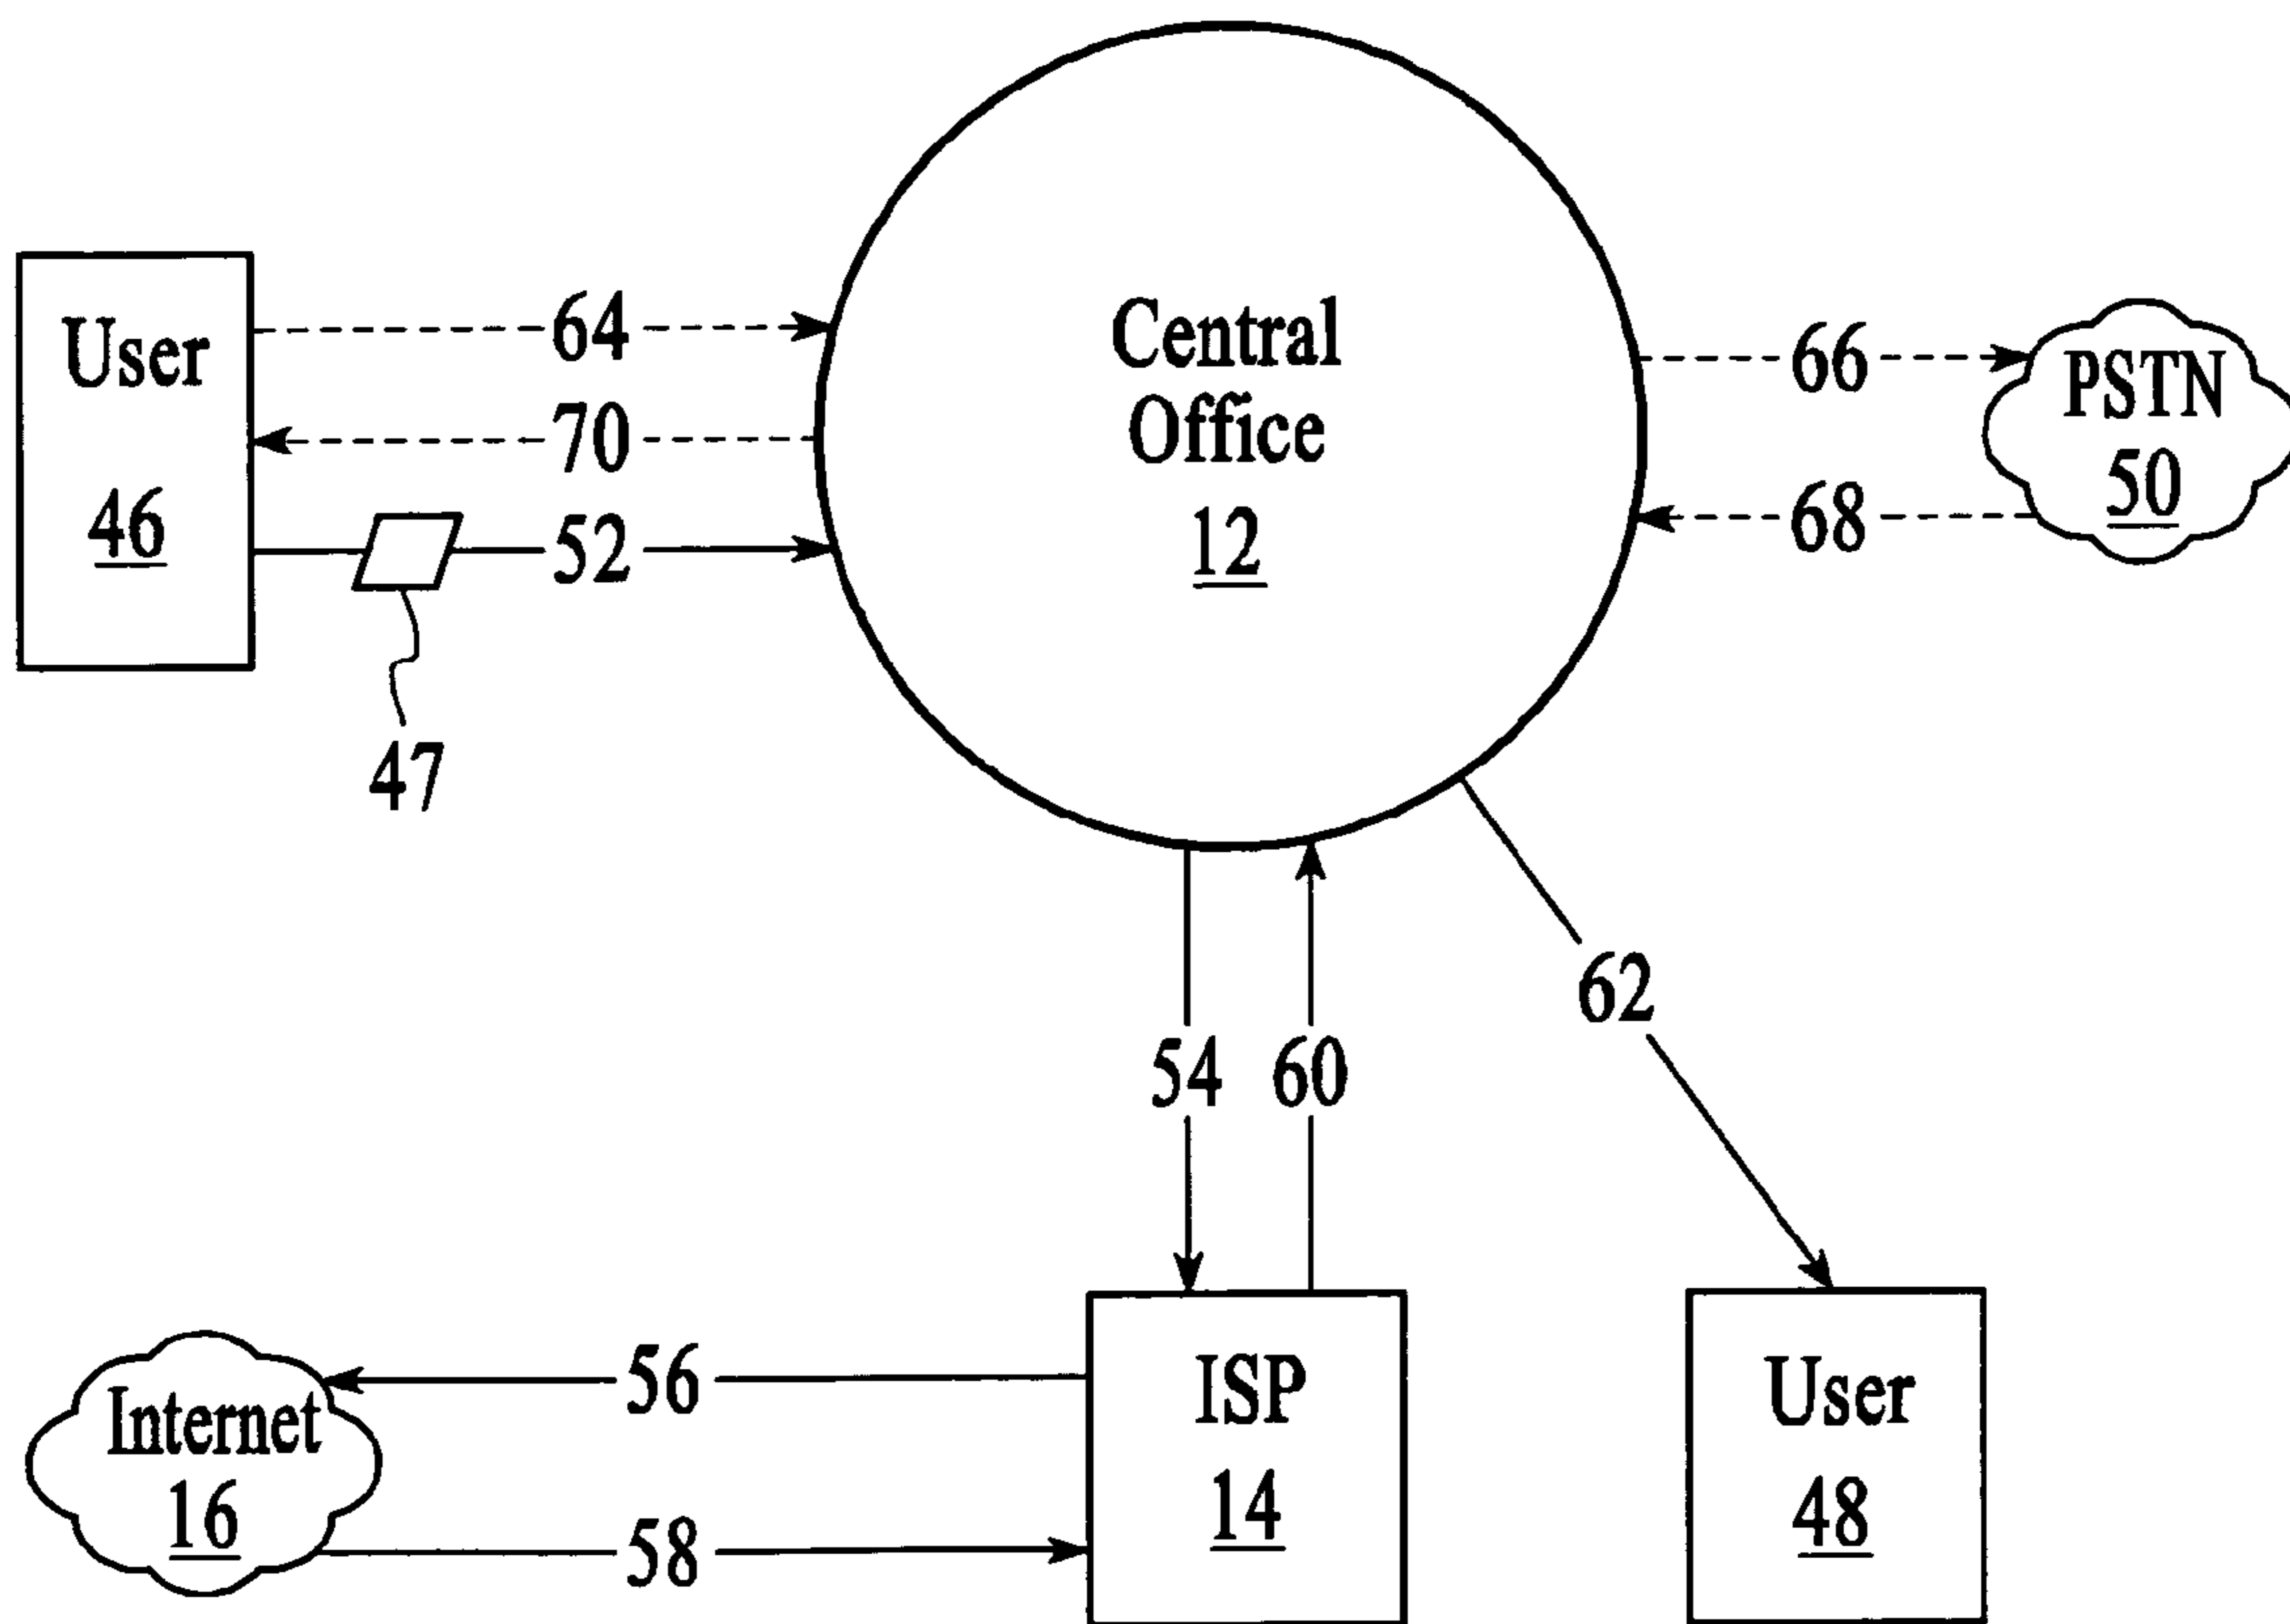 User
46
64
70
52
47
Central
Office
12
66
68
PSTN
50
54
60
62
56
58
Internet
16
ISP
14
User
48